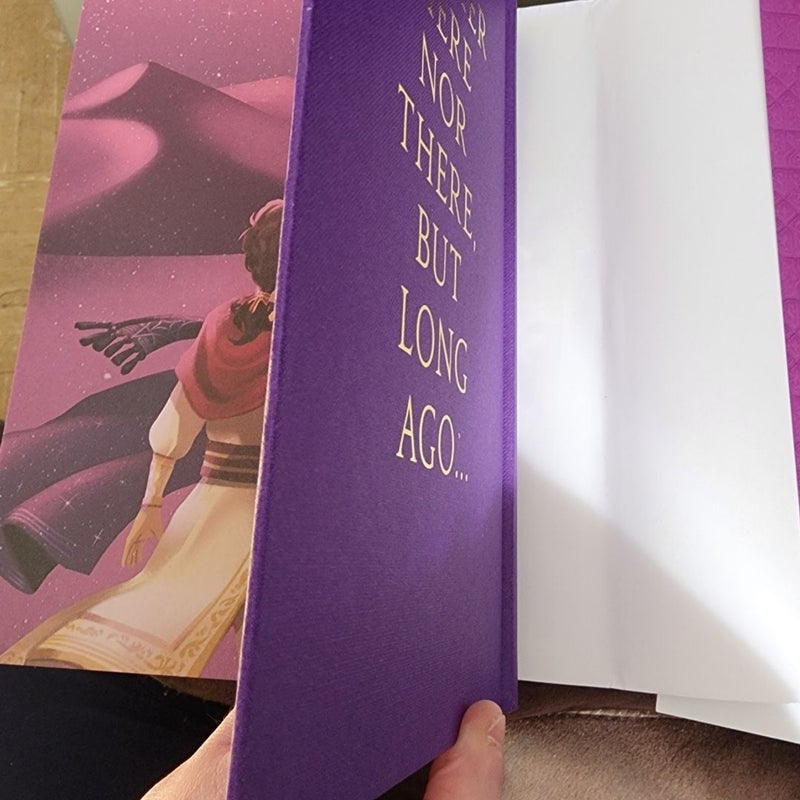 NOR
THERE,
BUT
LONG
AGO...